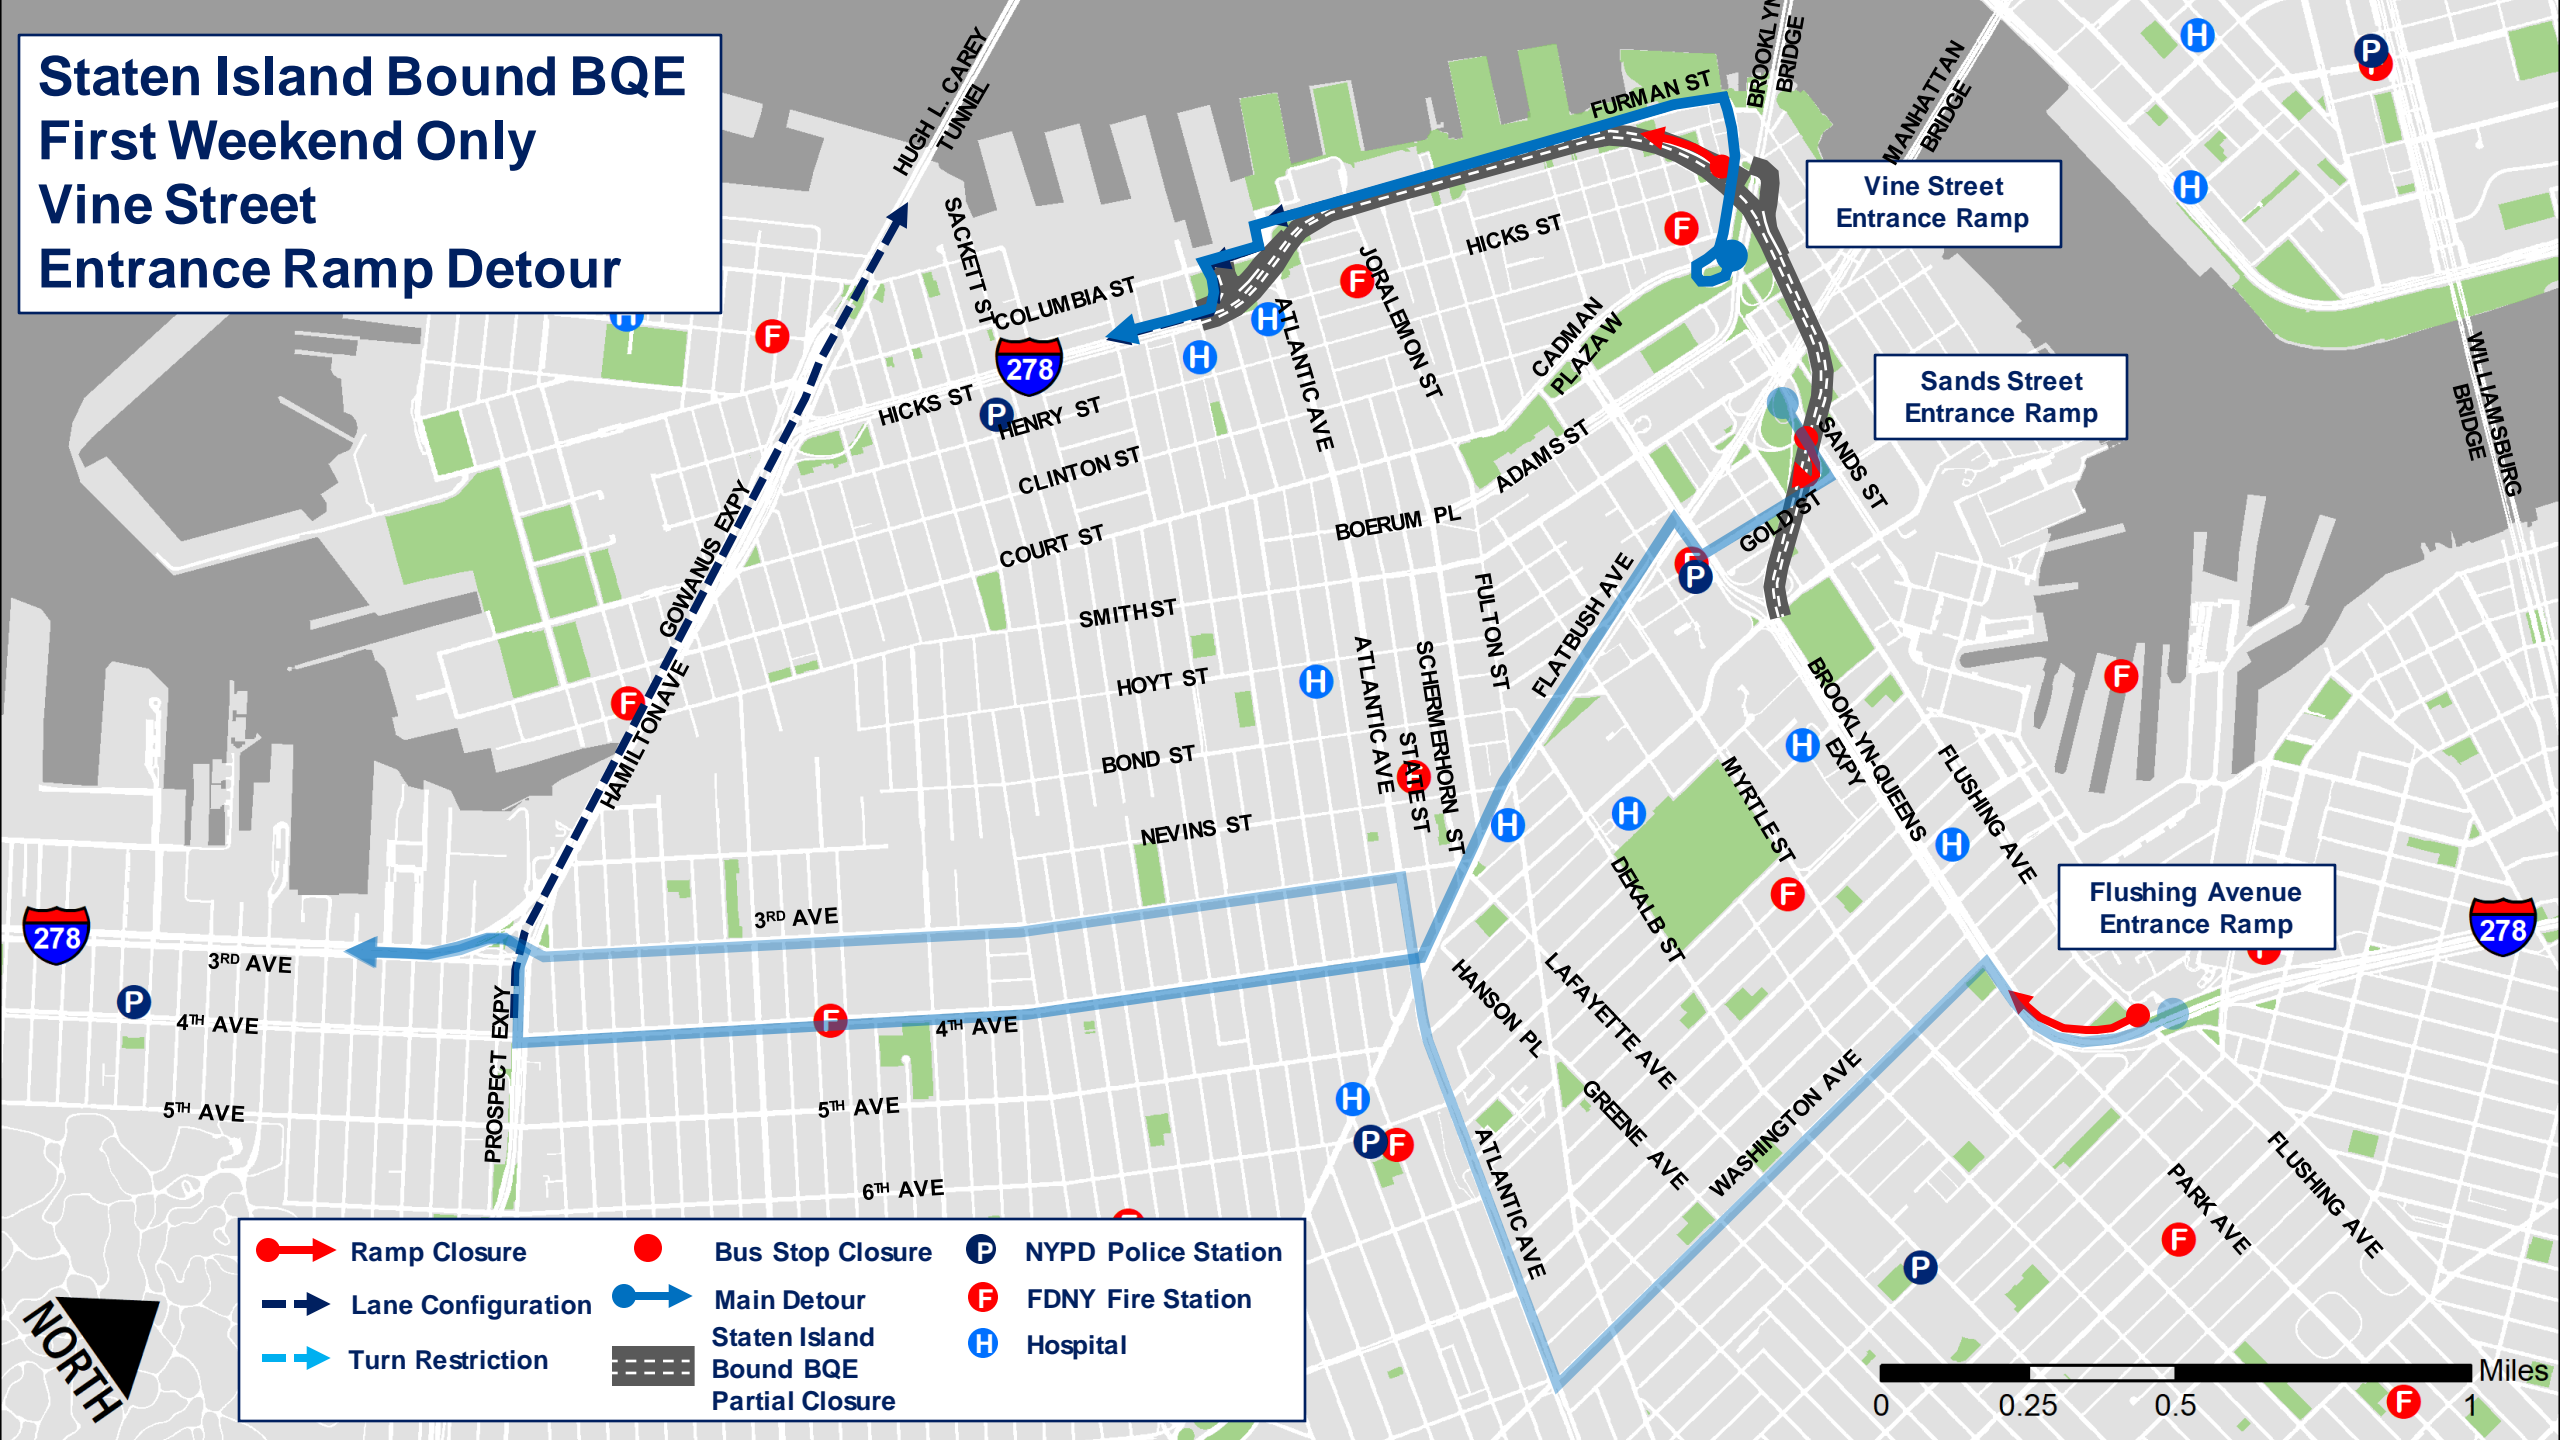 Staten Island Bound BQE
First Weekend Only
Vine Street
Entrance Ramp Detour
HUGH L. CAREY
TUNNEL
BROOKLYN
BRIDGE
MANHATTAN
BRIDGE
WILLIAMSBURG
BRIDGE
FURMAN ST
Vine Street
Entrance Ramp
SACKETT ST
COLUMBIA ST
HICKS ST
JORALEMON ST
ATLANTIC AVE
CADMAN
PLAZA W
278
HICKS ST
HENRY ST
CLINTON ST
COURT ST
ADAMS ST
BOERUM PL
Sands Street
Entrance Ramp
SANDS ST
GOLD ST
GOWANUS EXPY
HAMILTON AVE
SMITH ST
HOYT ST
BOND ST
NEVINS ST
ATLANTIC AVE
SCHERMERHORN ST
STATE ST
FULTON ST
FLATBUSH AVE
BROOKLYN-QUEENS
EXPY
FLUSHING AVE
MYRTLE ST
DEKALB ST
Flushing Avenue
Entrance Ramp
278
278
3RD AVE
3RD AVE
4TH AVE
4TH AVE
5TH AVE
5TH AVE
6TH AVE
PROSPECT EXPY
HANSON PL
LAFAYETTE AVE
GREENE AVE
WASHINGTON AVE
ATLANTIC AVE
PARK AVE
FLUSHING AVE
H
H
H
H
H
H
H
H
H
H
H
H
P
P
P
P
P
P
F
F
F
F
F
F
F
F
F
F
F
F
NORTH
Ramp Closure
Lane Configuration
Turn Restriction
Bus Stop Closure
Main Detour
Staten Island
Bound BQE
Partial Closure
P NYPD Police Station
F FDNY Fire Station
H Hospital
Miles
0 0.25 0.5 1